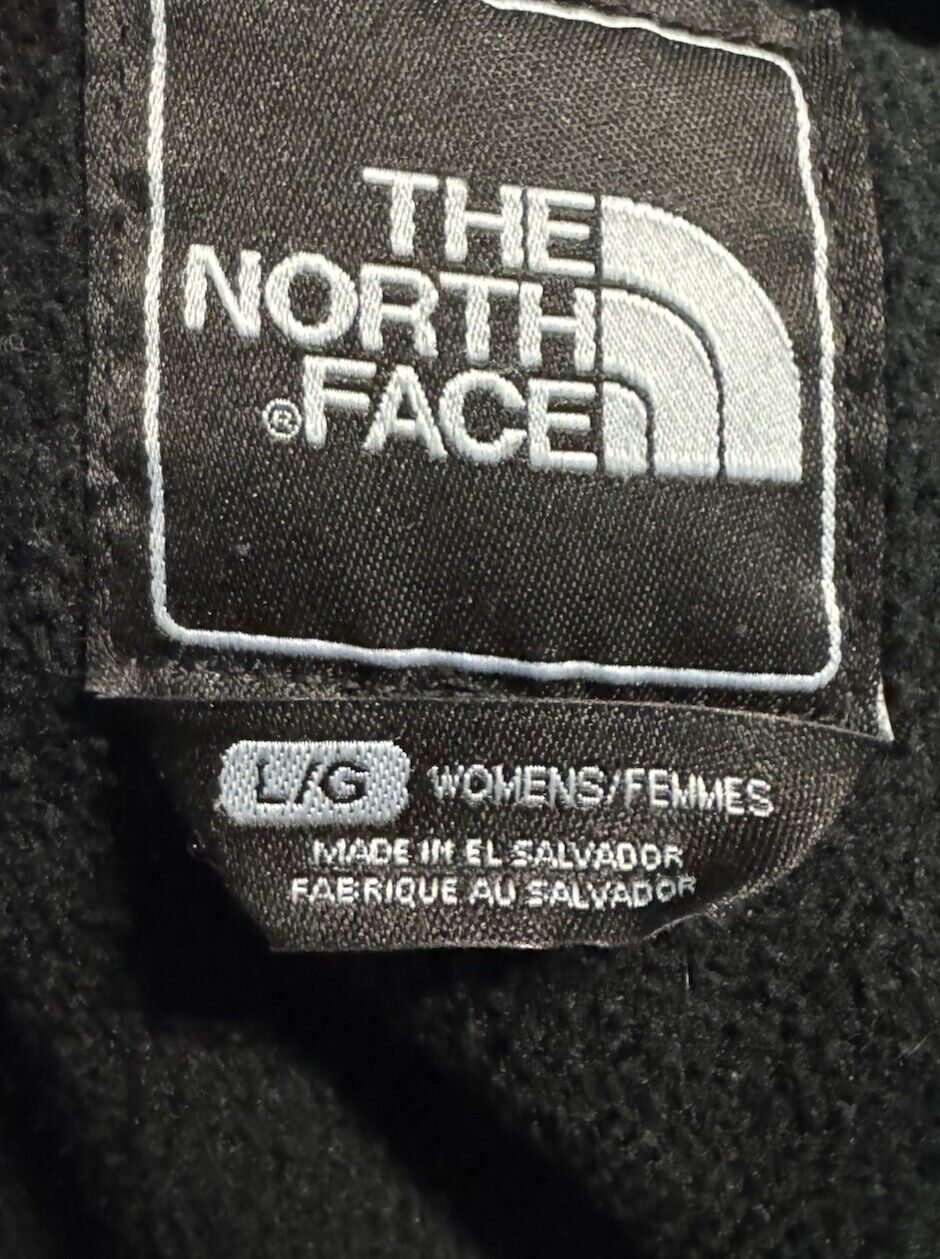 THE
NORTH
®FACE
L/G WOMENS/FEMMES
MADE IN EL SALVADOR
FABRIQUE AU SALVADOR